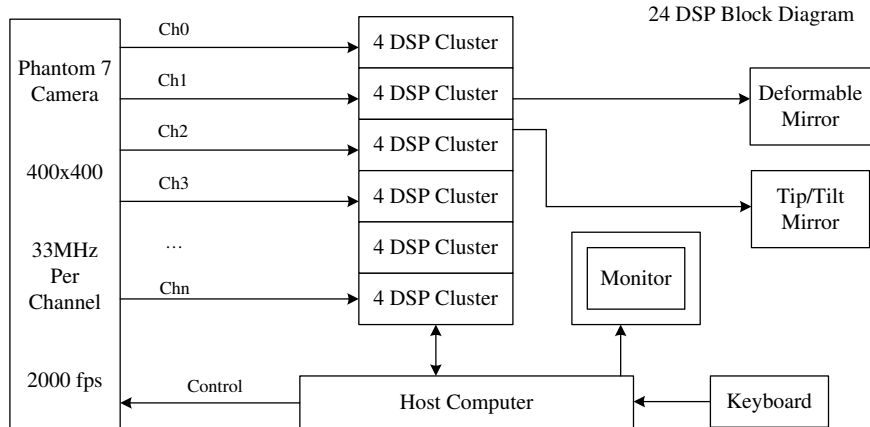 24 DSP Block Diagram
Phantom 7
Camera
400x400
33MHz
Per
Channel
2000 fps
Ch0
Ch1
Ch2
Ch3
...
Chn
Control
4 DSP Cluster
4 DSP Cluster
4 DSP Cluster
4 DSP Cluster
4 DSP Cluster
4 DSP Cluster
Deformable
Mirror
Tip/Tilt
Mirror
Monitor
Host Computer
Keyboard